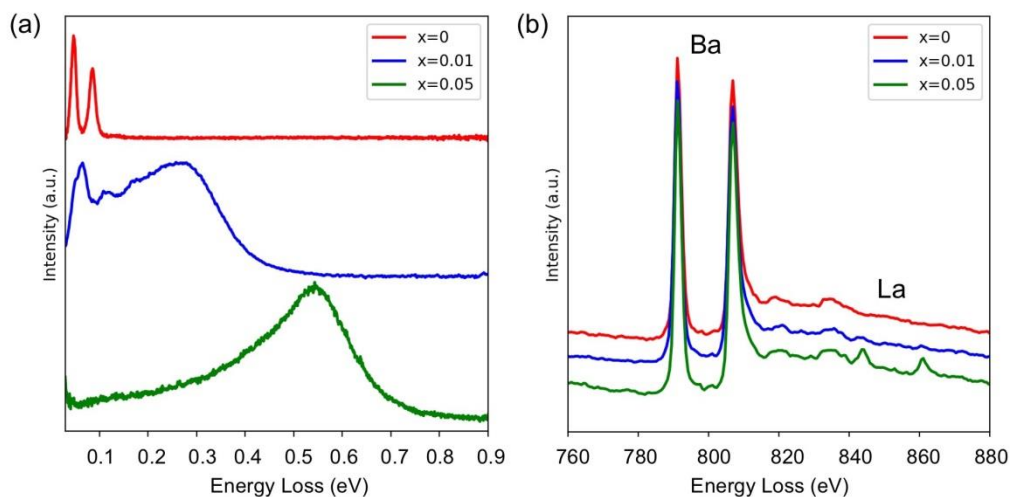 (a)
x=0
x=0.01
x=0.05
Intensity (a.u.)
0.1 0.2 0.3 0.4 0.5 0.6 0.7 0.8 0.9
Energy Loss (eV)
(b)
Ba
La
x=0
x=0.01
x=0.05
Intensity (a.u.)
760 780 800 820 840 860 880
Energy Loss (eV)